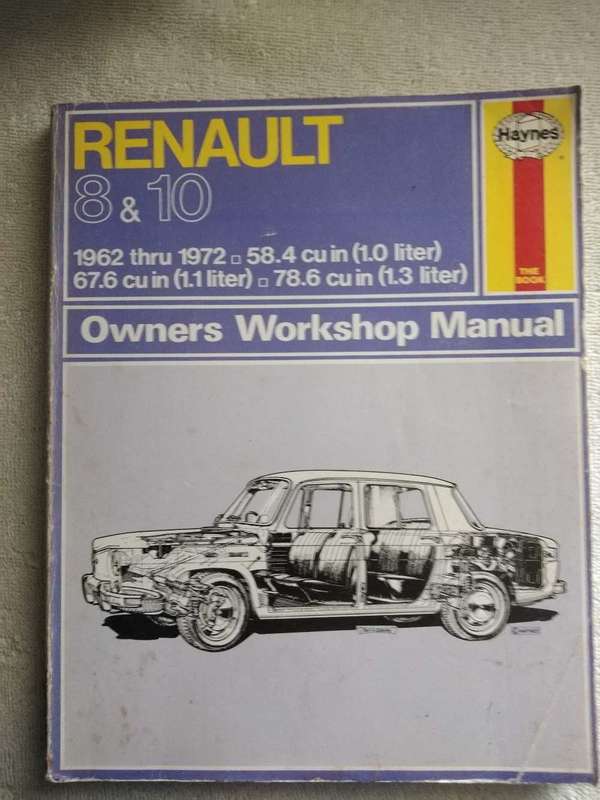 RENAULT
8 & 10
1962 thru 1972 □ 58.4 cu in (1.0 liter)
67.6 cu in (1.1 liter) □ 78.6 cu in (1.3 liter)
Haynes
THE
BOOK
Owners Workshop Manual